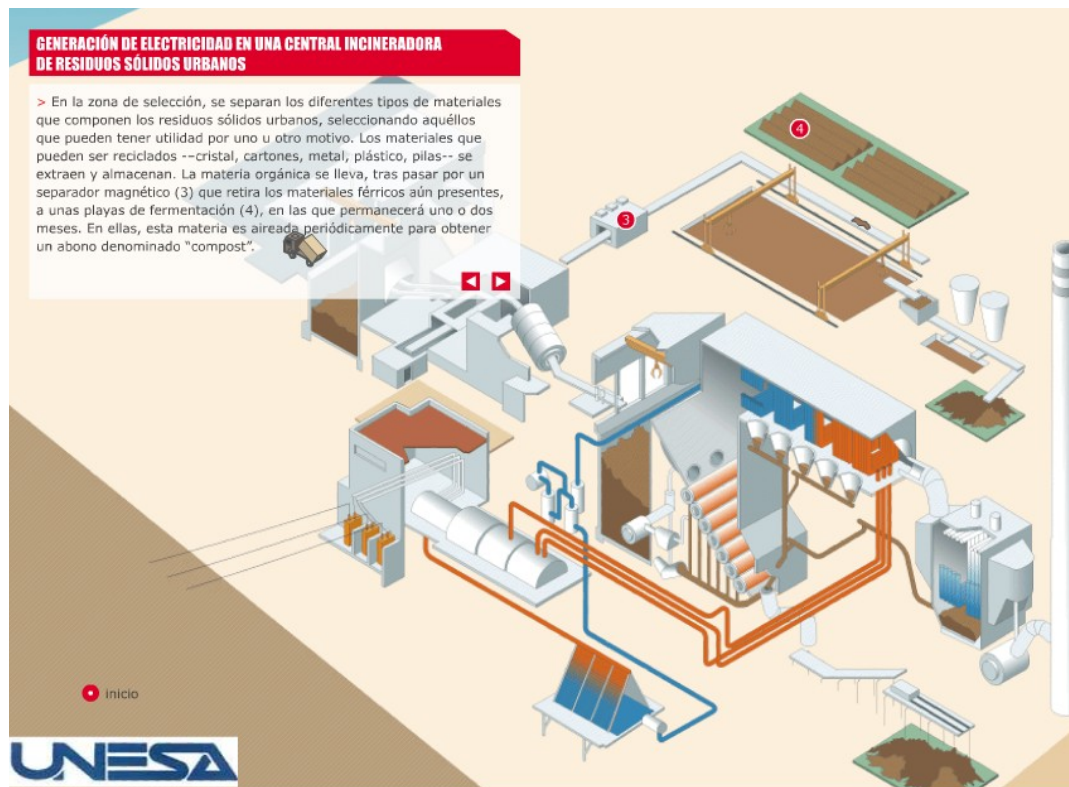 GENERACIÓN DE ELECTRICIDAD EN UNA CENTRAL INCINERADORA
DE RESIDUOS SÓLIDOS URBANOS
> En la zona de selección, se separan los diferentes tipos de materiales
que componen los residuos sólidos urbanos, seleccionando aquéllos
que pueden tener utilidad por uno u otro motivo. Los materiales que
pueden ser reciclados --cristal, cartones, metal, plástico, pilas-- se
extraen y almacenan. La materia orgánica se lleva, tras pasar por un
separador magnético (3) que retira los materiales férricos aún presentes,
a unas playas de fermentación (4), en las que permanecerá uno o dos
meses. En ellas, esta materia es aireada periódicamente para obtener
un abono denominado “compost”.
4
3
inicio
UNESA